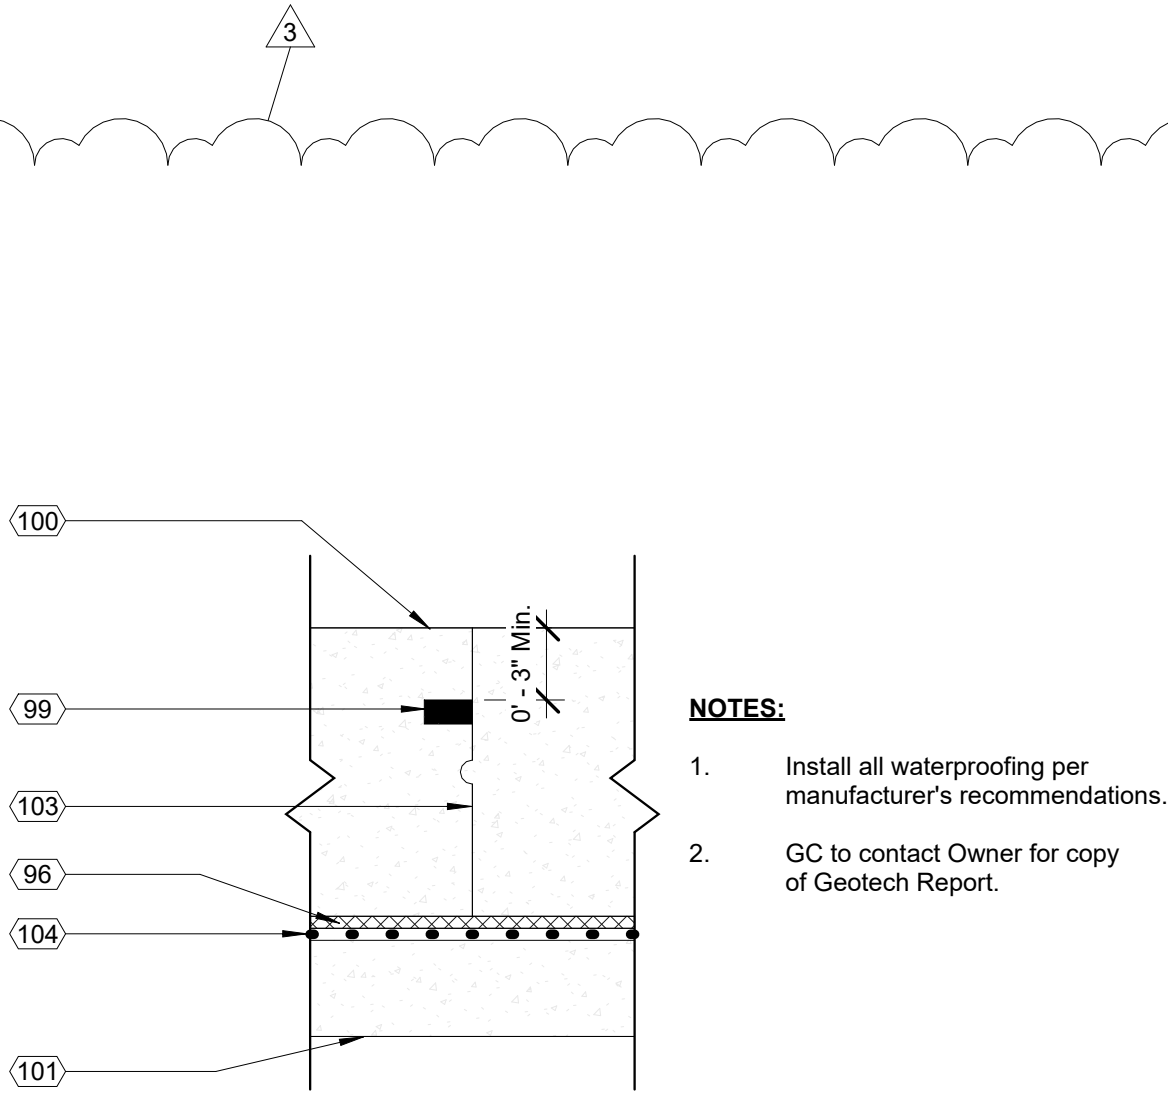 3
100
0' - 3" Min.
99
NOTES:
1. Install all waterproofing per
manufacturer's recommendations.
103
2. GC to contact Owner for copy
of Geotech Report.
96
104
101